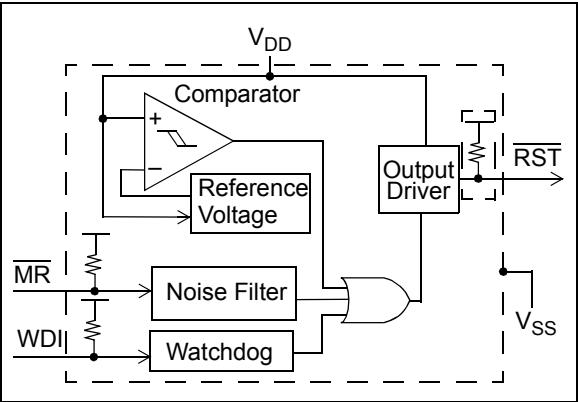 VDD
Comparator
+
−
Reference
Voltage
Output
Driver
RST
MR
Noise Filter
WDI
Watchdog
VSS